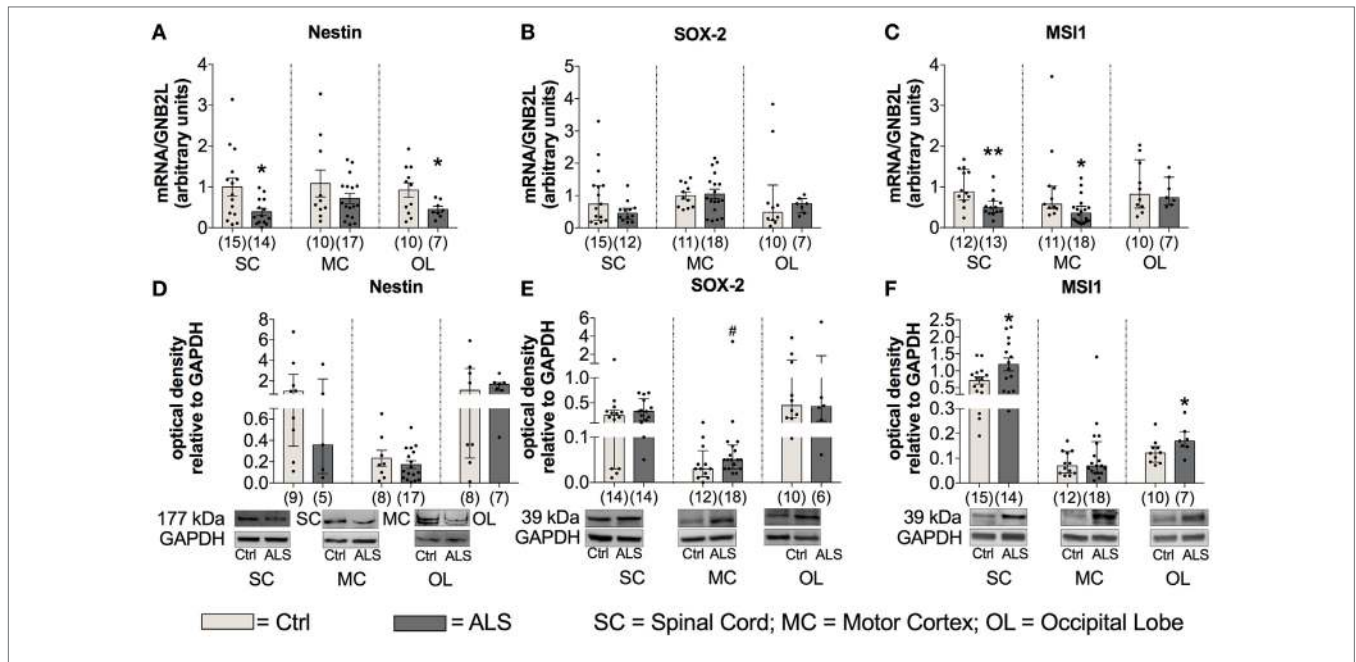 A Nestin
mRNA/GNB2L
(arbitrary units)
4
3
2
1
0
* *
(15)(14) (10)(17) (10) (7)
SC MC OL
B SOX-2
mRNA/GNB2L
(arbitrary units)
5
4
3
2
1
0
(15)(12) (11)(18) (10) (7)
SC MC OL
C MSI1
mRNA/GNB2L
(arbitrary units)
4
3
2
1
0
** *
(12)(13) (11)(18) (10) (7)
SC MC OL
D Nestin
optical density
relative to GAPDH
8
6
4
2
0.6
0.4
0.2
0.0
(9) (5) (8) (17) (8) (7)
177 kDa SC MC OL
GAPDH
Ctrl ALS Ctrl ALS Ctrl ALS
SC MC OL
E SOX-2
optical density
relative to GAPDH
6
4
2
1.0
0.5
0.1
0.0
#
(14)(14) (12)(18) (10) (6)
39 kDa
GAPDH
Ctrl ALS Ctrl ALS Ctrl ALS
SC MC OL
F MSI1
optical density
relative to GAPDH
2.5
2.0
1.5
1.0
0.5
0.3
0.2
0.1
0.0
* *
(15)(14) (12)(18) (10) (7)
39 kDa
GAPDH
Ctrl ALS Ctrl ALS Ctrl ALS
SC MC OL
= Ctrl = ALS SC = Spinal Cord; MC = Motor Cortex; OL = Occipital Lobe